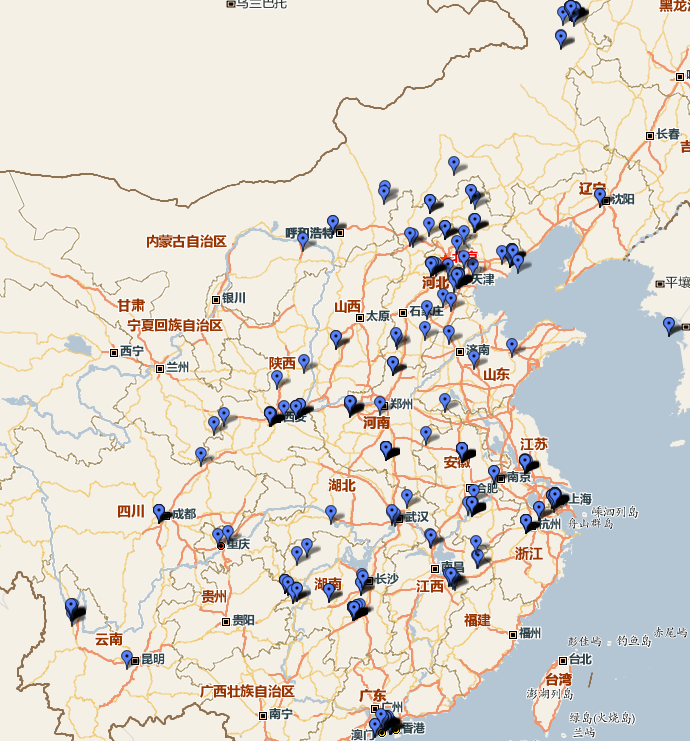 乌兰巴托
黑龙江
长春
吉
辽宁
沈阳
内蒙古自治区
呼和浩特
北京
天津
河北
平壤
银川
甘肃
宁夏回族自治区
山西
太原
石家庄
西宁
兰州
陕西
济南
山东
西安
郑州
河南
江苏
安徽
南京
合肥
湖北
四川
成都
武汉
上海
嵊泗列岛
舟山群岛
杭州
重庆
浙江
南昌
湖南
长沙
江西
贵州
贵阳
福建
福州
云南
昆明
彭佳屿
钓鱼岛
赤尾屿
台北
台湾
澎湖列岛
广西壮族自治区
南宁
广东
广州
香港
澳门
绿岛(火烧岛)
兰屿